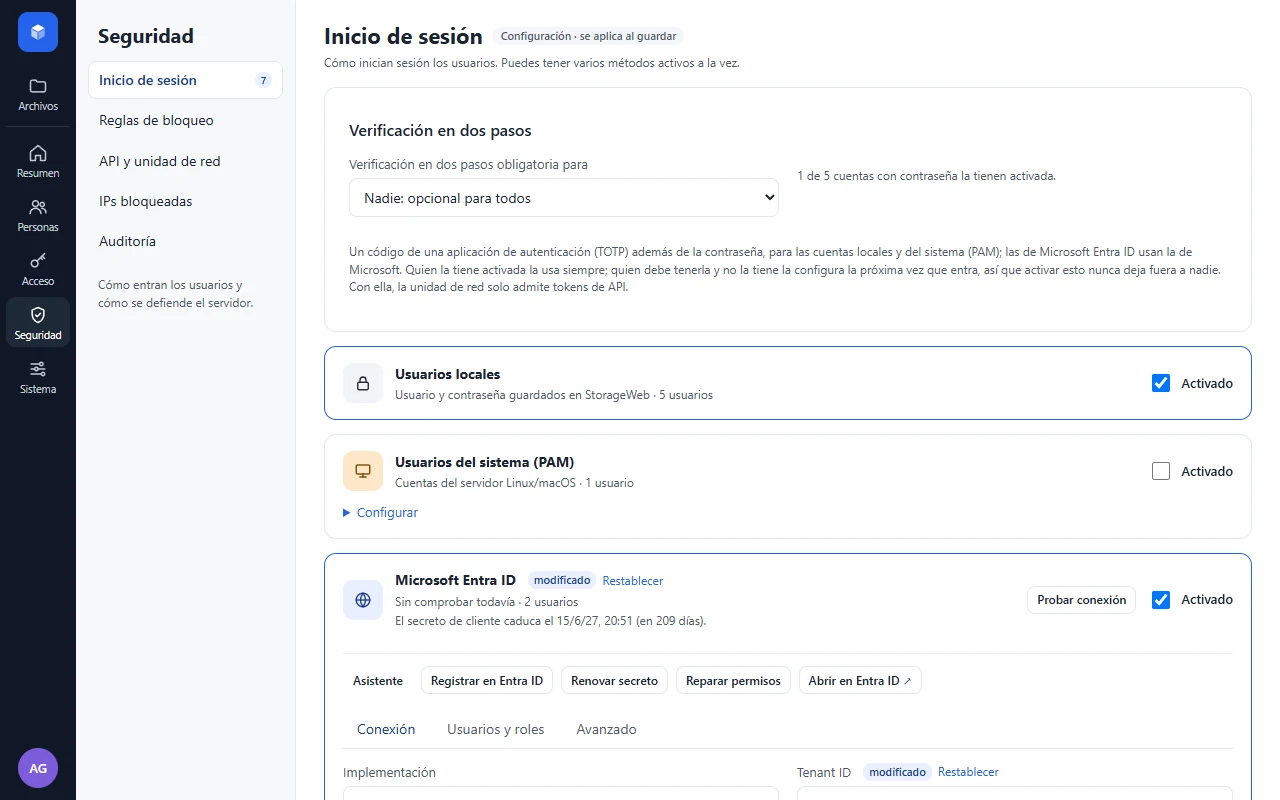 Archivos
Resumen
Personas
Acceso
Seguridad
Sistema
AG
Seguridad
Inicio de sesión 7
Reglas de bloqueo
API y unidad de red
IPs bloqueadas
Auditoría
Cómo entran los usuarios y
cómo se defiende el servidor.
Inicio de sesión Configuración · se aplica al guardar
Cómo inician sesión los usuarios. Puedes tener varios métodos activos a la vez.
Verificación en dos pasos
Verificación en dos pasos obligatoria para
Nadie: opcional para todos
1 de 5 cuentas con contraseña la tienen activada.
Un código de una aplicación de autenticación (TOTP) además de la contraseña, para las cuentas locales y del sistema (PAM); las de Microsoft Entra ID usan la de
Microsoft. Quien la tiene activada la usa siempre; quien debe tenerla y no la tiene la configura la próxima vez que entra, así que activar esto nunca deja fuera a nadie.
Con ella, la unidad de red solo admite tokens de API.
Usuarios locales
Usuario y contraseña guardados en StorageWeb · 5 usuarios
Activado
Usuarios del sistema (PAM)
Cuentas del servidor Linux/macOS · 1 usuario
Activado
Configurar
Microsoft Entra ID modificado Restablecer
Sin comprobar todavía · 2 usuarios
El secreto de cliente caduca el 15/6/27, 20:51 (en 209 días).
Probar conexión Activado
Asistente Registrar en Entra ID Renovar secreto Reparar permisos Abrir en Entra ID ↗
Conexión Usuarios y roles Avanzado
Implementación
Tenant ID modificado Restablecer